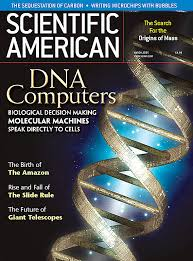 THE SEQUESTRATION OF CARBON • WRITING MICROCHIPS WITH BUBBLES
SCIENTIFIC
AMERICAN
The Search
For the
Origins of Mass
DNA
Computers
BIOLOGICAL DECISION MAKING
MOLECULAR MACHINES
SPEAK DIRECTLY TO CELLS
The Birth of
The Amazon
Rise and Fall of
The Slide Rule
The Future of
Giant Telescopes